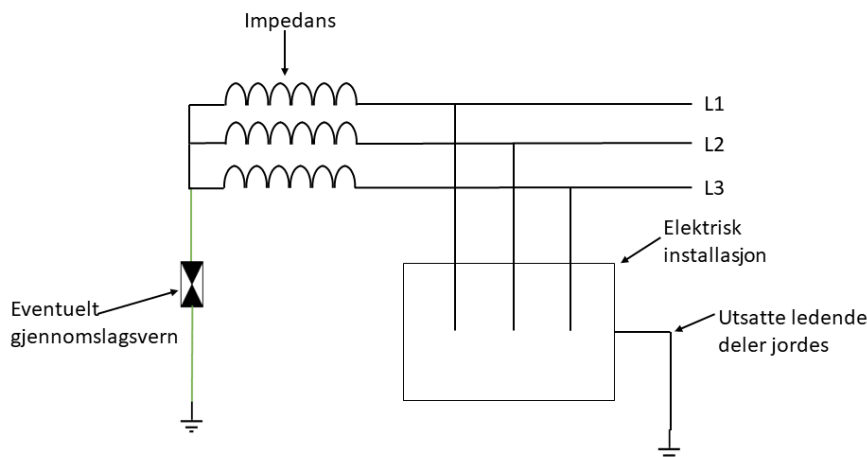 Impedans
L1
L2
L3
Elektrisk
installasjon
Eventuelt
gjennomslagsvern
Utsatte ledende
deler jordes